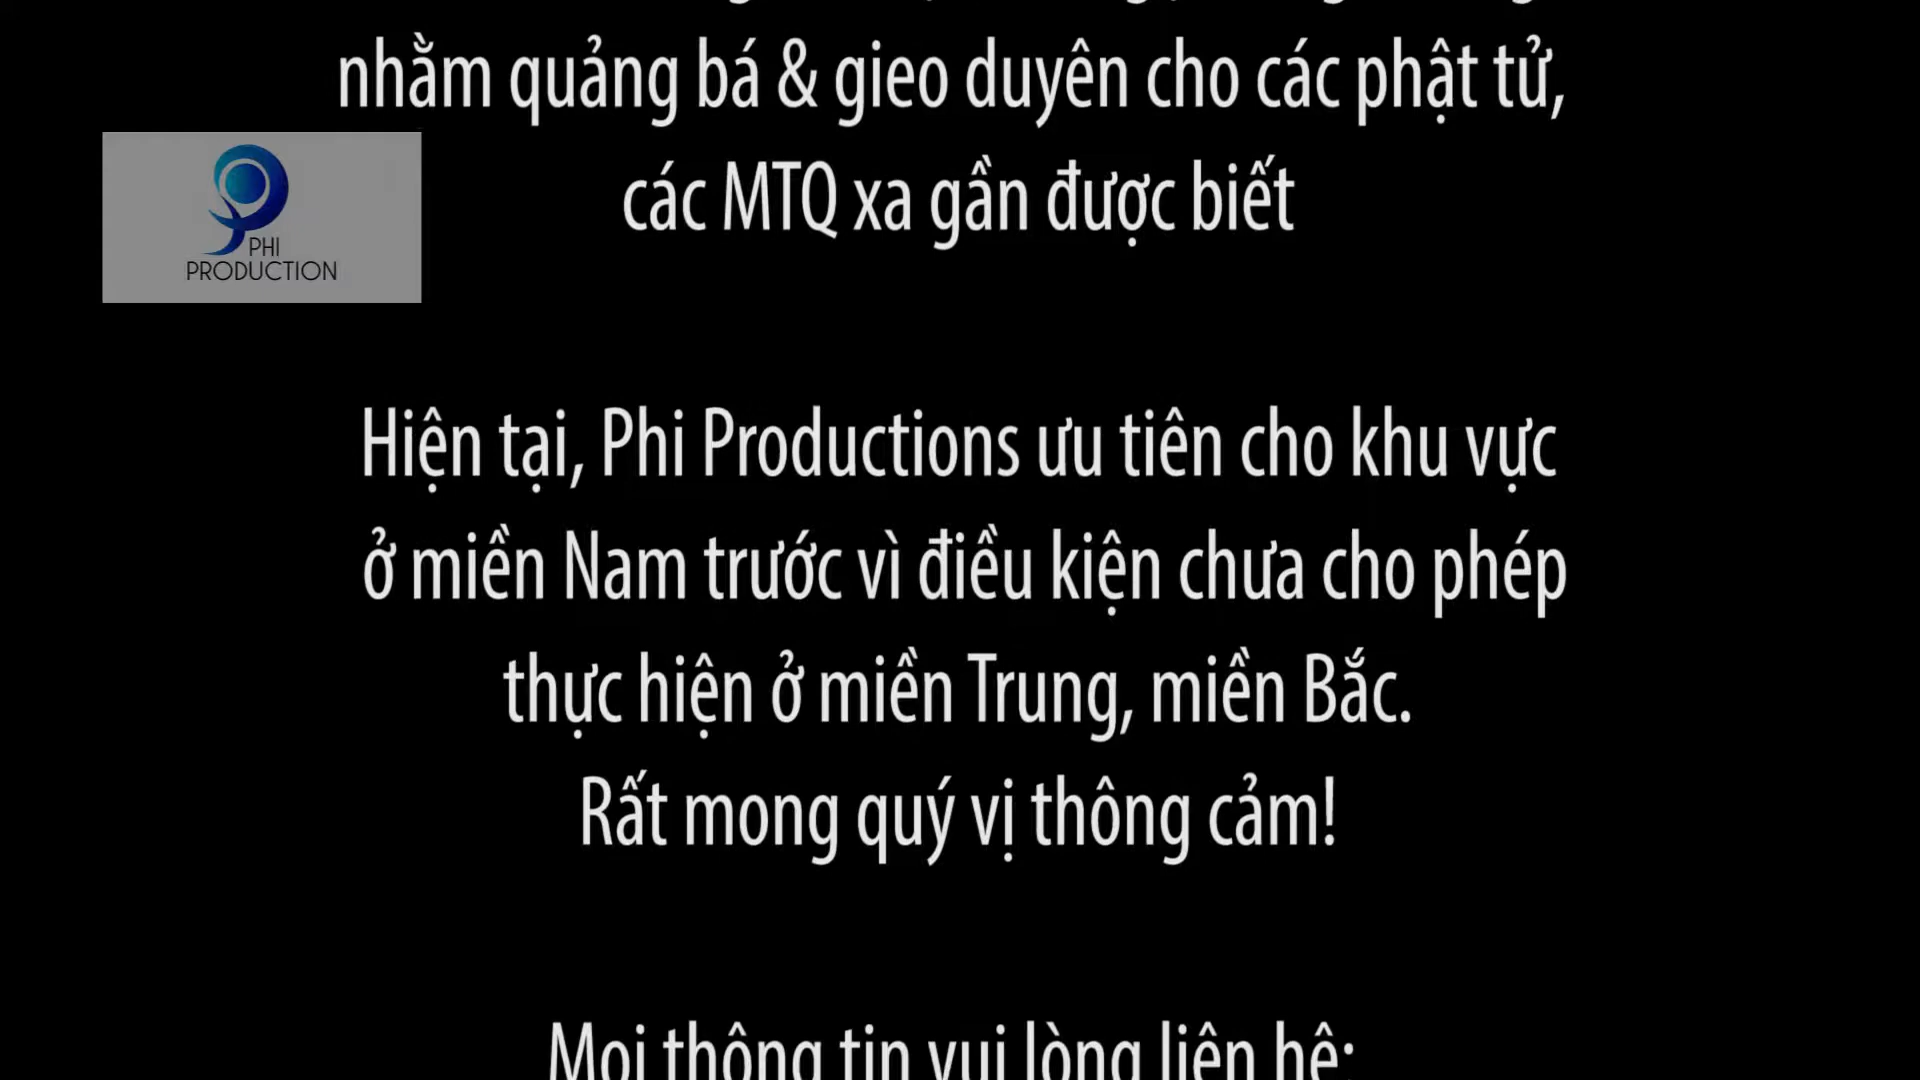 nhằm quảng bá & gieo duyên cho các phật tử,
các MTQ xa gần được biết
PHI
PRODUCTION
Hiện tại, Phi Productions ưu tiên cho khu vực
ở miền Nam trước vì điều kiện chưa cho phép
thực hiện ở miền Trung, miền Bắc.
Rất mong quý vị thông cảm!
Mọi thông tin vui lòng liên hệ: